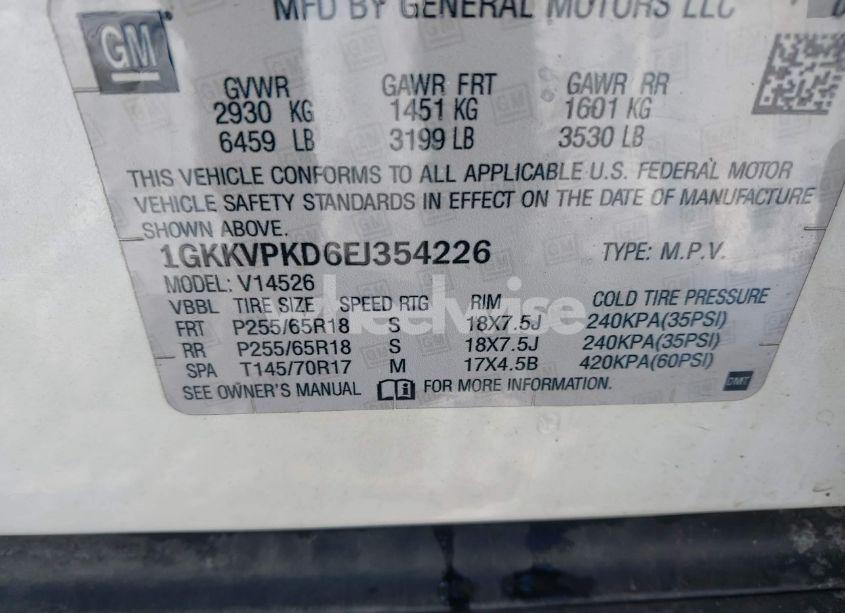 MFD BY GENERAL MOTORS LLC
GM
GVWR GAWR FRT GAWR RR
2930 KG 1451 KG 1601 KG
6459 LB 3199 LB 3530 LB
THIS VEHICLE CONFORMS TO ALL APPLICABLE U.S. FEDERAL MOTOR
VEHICLE SAFETY STANDARDS IN EFFECT ON THE DATE OF MANUFACTURE
SHOWN ABOVE.
1GKKVPKD6EJ354226 TYPE: M.P.V.
MODEL: V14526
VBBL TIRE SIZE SPEED RTG RIM COLD TIRE PRESSURE
FRT P255/65R18 S 18X7.5J 240KPA(35PSI)
RR P255/65R18 S 18X7.5J 240KPA(35PSI)
SPA T145/70R17 M 17X4.5B 420KPA(60PSI)
SEE OWNER'S MANUAL FOR MORE INFORMATION.
DMT
wheelwise